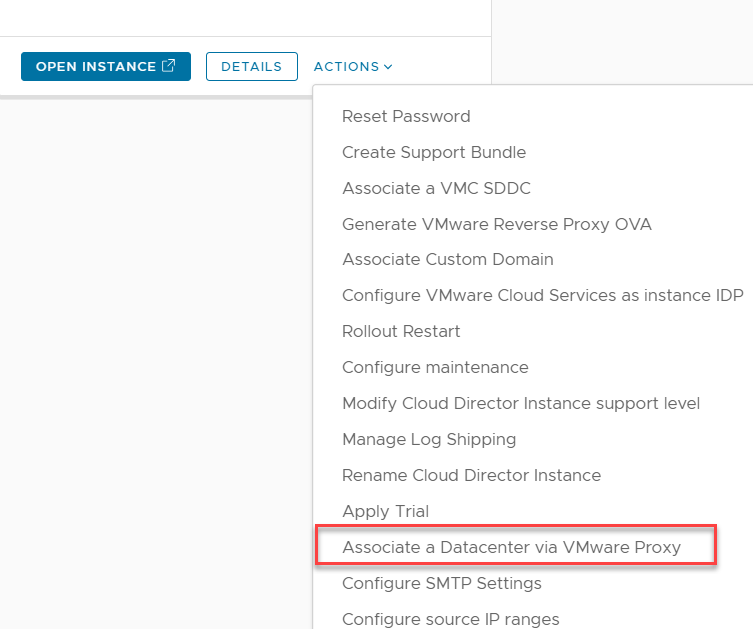 OPEN INSTANCE DETAILS ACTIONS
Reset Password
Create Support Bundle
Associate a VMC SDDC
Generate VMware Reverse Proxy OVA
Associate Custom Domain
Configure VMware Cloud Services as instance IDP
Rollout Restart
Configure maintenance
Modify Cloud Director Instance support level
Manage Log Shipping
Rename Cloud Director Instance
Apply Trial
Associate a Datacenter via VMware Proxy
Configure SMTP Settings
Configure source IP ranges